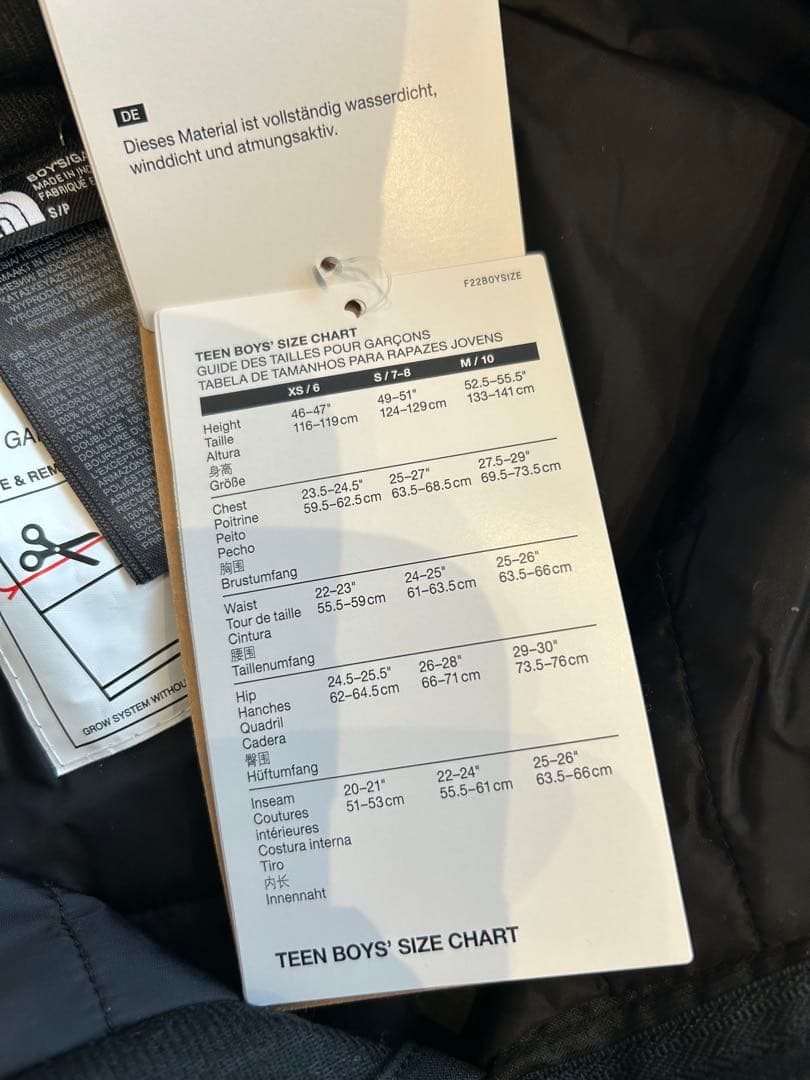 DE
Dieses Material ist vollständig wasserdicht,
winddicht und atmungsaktiv.
BOYS/GA
MADE IN
FABRIQUE
S/P
F22BOYSIZE
TEEN BOYS' SIZE CHART
GUIDE DES TAILLES POUR GARÇONS
TABELA DE TAMANHOS PARA RAPAZES JOVENS
XS / 6 S / 7–8 M / 10
Height 46–47" 49–51" 52.5–55.5"
Taille 116–119 cm 124–129 cm 133–141 cm
Altura
身高
Größe
Chest 23.5–24.5" 25–27" 27.5–29"
Poitrine 59.5–62.5 cm 63.5–68.5 cm 69.5–73.5 cm
Peito
Pecho
胸围
Brustumfang
Waist 22–23" 24–25" 25–26"
Tour de taille 55.5–59 cm 61–63.5 cm 63.5–66 cm
Cintura
腰围
Taillenumfang
Hip 24.5–25.5" 26–28" 29–30"
Hanches 62–64.5 cm 66–71 cm 73.5–76 cm
Quadril
Cadera
臀围
Hüftumfang
Inseam 20–21" 22–24" 25–26"
Coutures 51–53 cm 55.5–61 cm 63.5–66 cm
intérieures
Costura interna
Tiro
内长
Innennaht
TEEN BOYS' SIZE CHART
GA
E & REM
GROW SYSTEM WITHOU